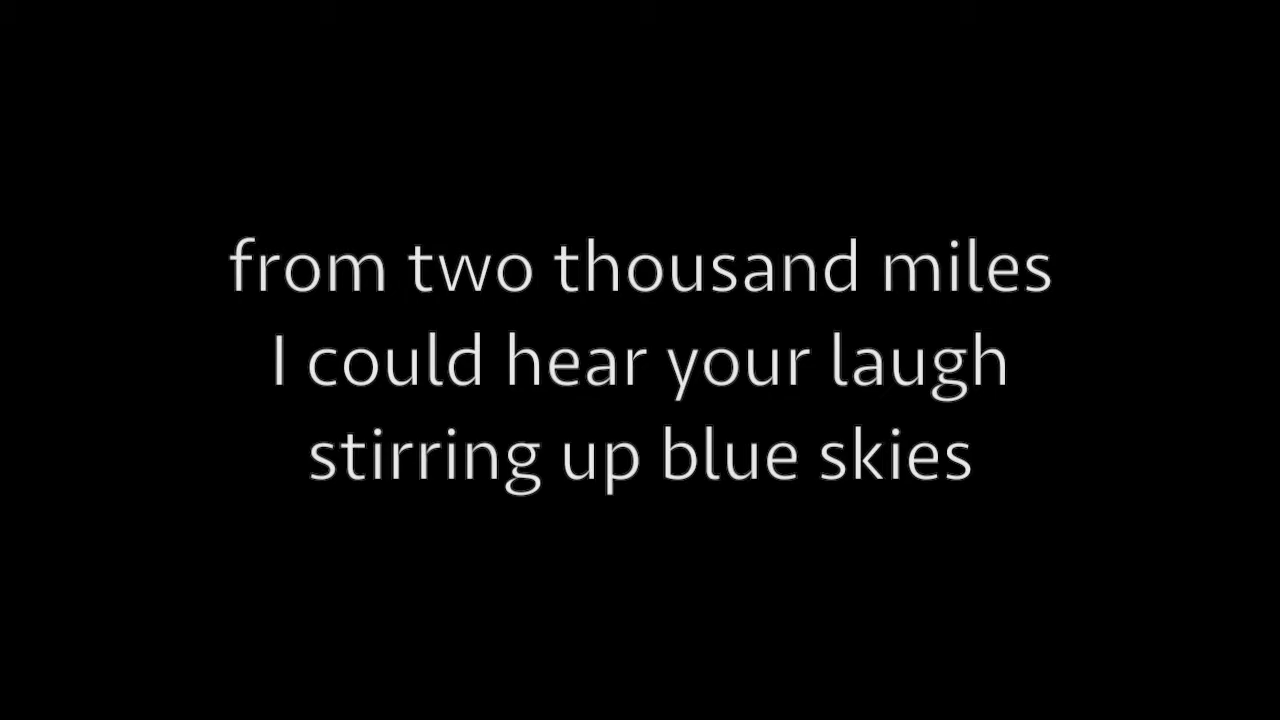 from two thousand miles
I could hear your laugh
stirring up blue skies